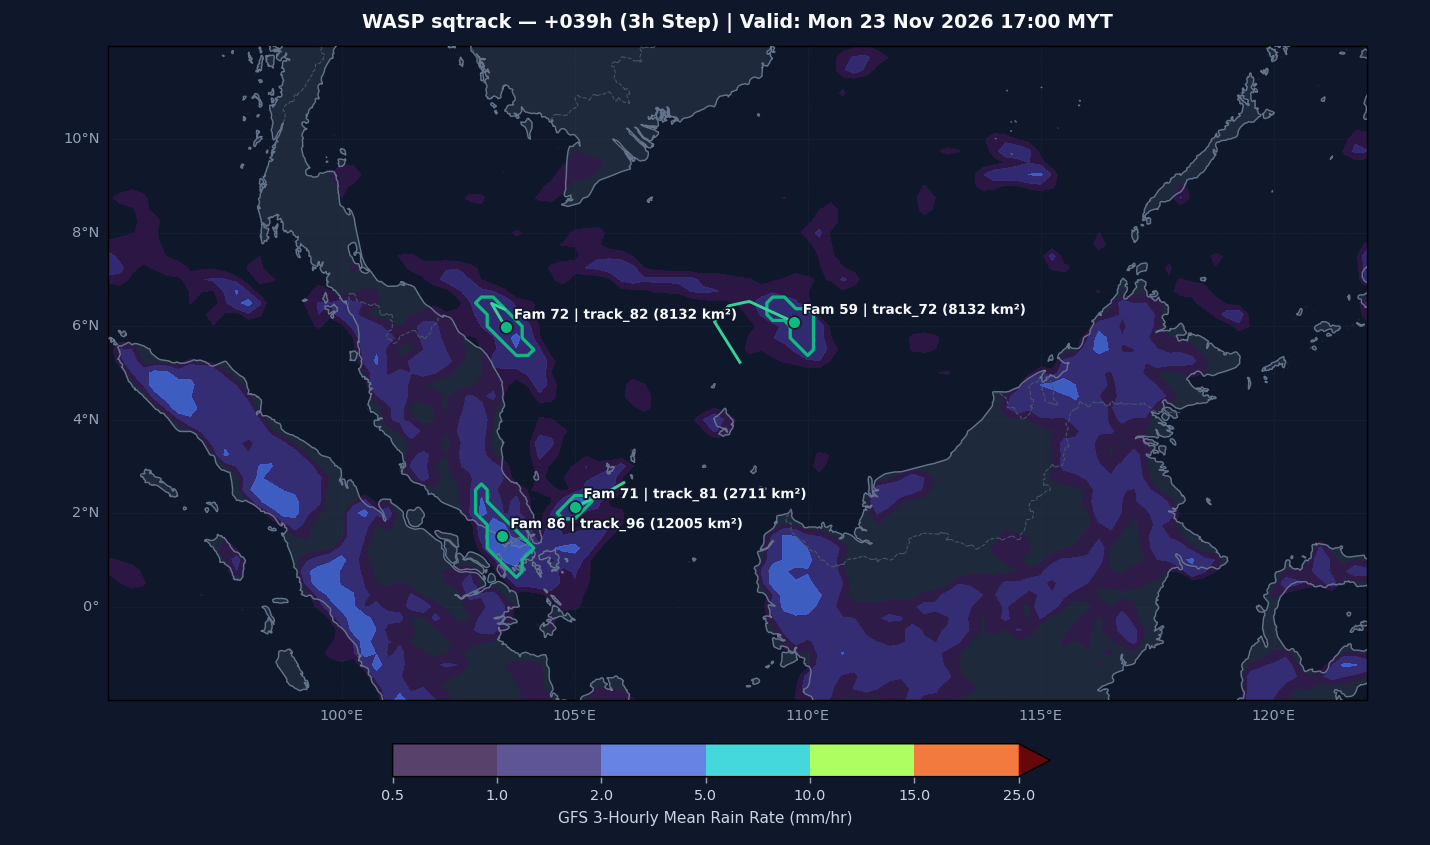 WASP sqtrack — +039h (3h Step) | Valid: Mon 23 Nov 2026 17:00 MYT
10°N
8°N
6°N
4°N
2°N
0°
Fam 72 | track_82 (8132 km²)
Fam 59 | track_72 (8132 km²)
Fam 71 | track_81 (2711 km²)
Fam 86 | track_96 (12005 km²)
100°E
105°E
110°E
115°E
120°E
0.5
1.0
2.0
5.0
10.0
15.0
25.0
GFS 3-Hourly Mean Rain Rate (mm/hr)